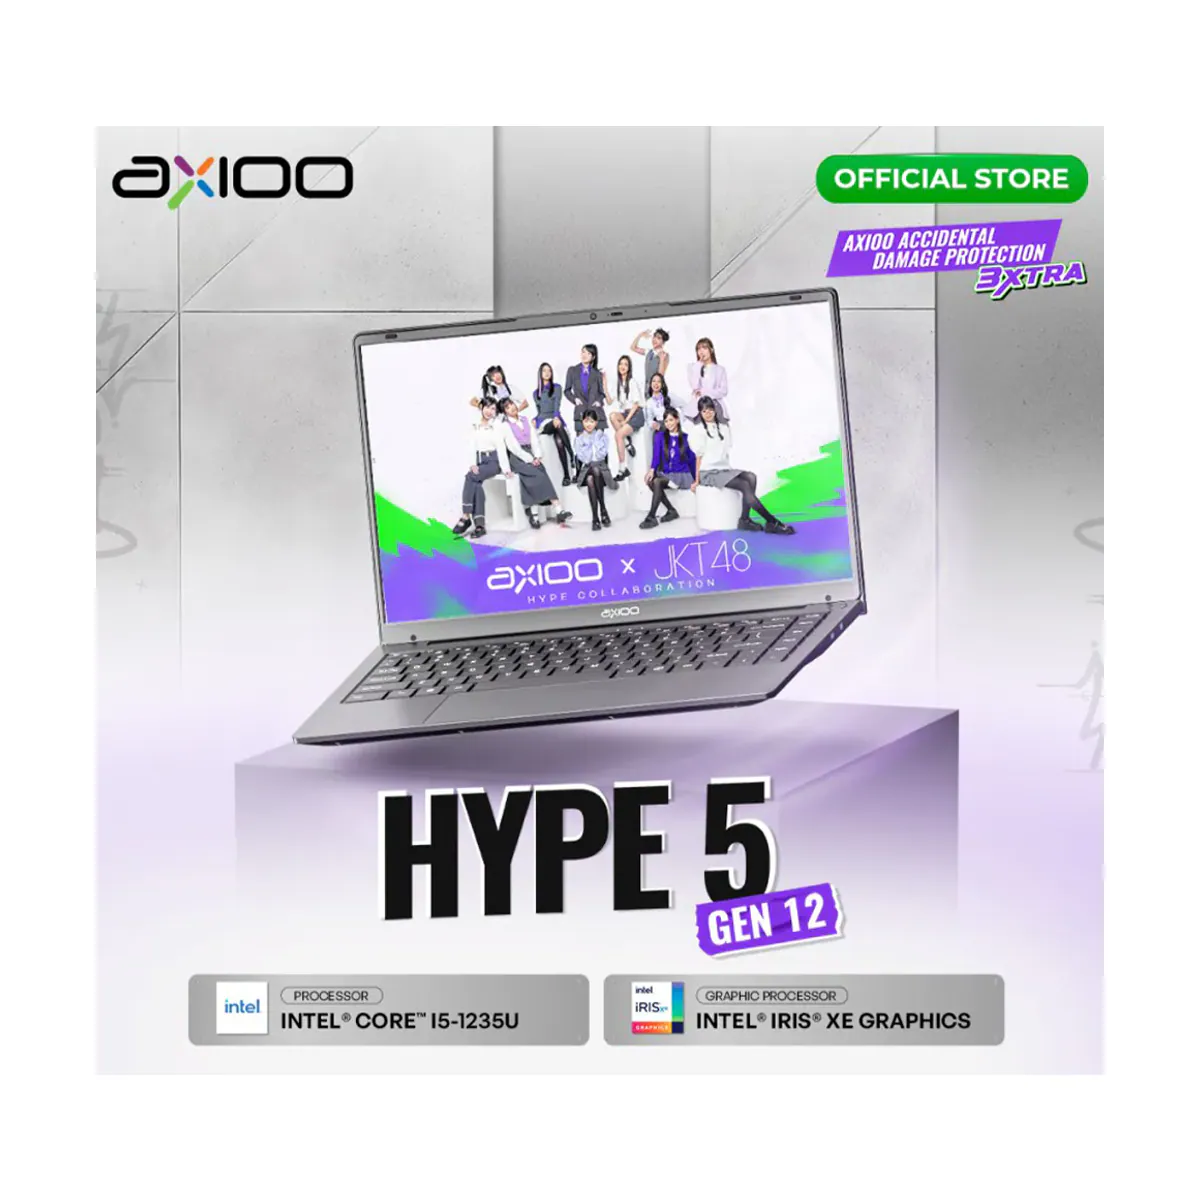 axioo
OFFICIAL STORE
AXIOO ACCIDENTAL
DAMAGE PROTECTION
3XTRA
axioo x JKT48
HYPE COLLABORATION
axioo
HYPE 5
GEN 12
intel
PROCESSOR
INTEL® CORE™ I5-1235U
intel
iRISxe
GRAPHICS
GRAPHIC PROCESSOR
INTEL® IRIS® XE GRAPHICS